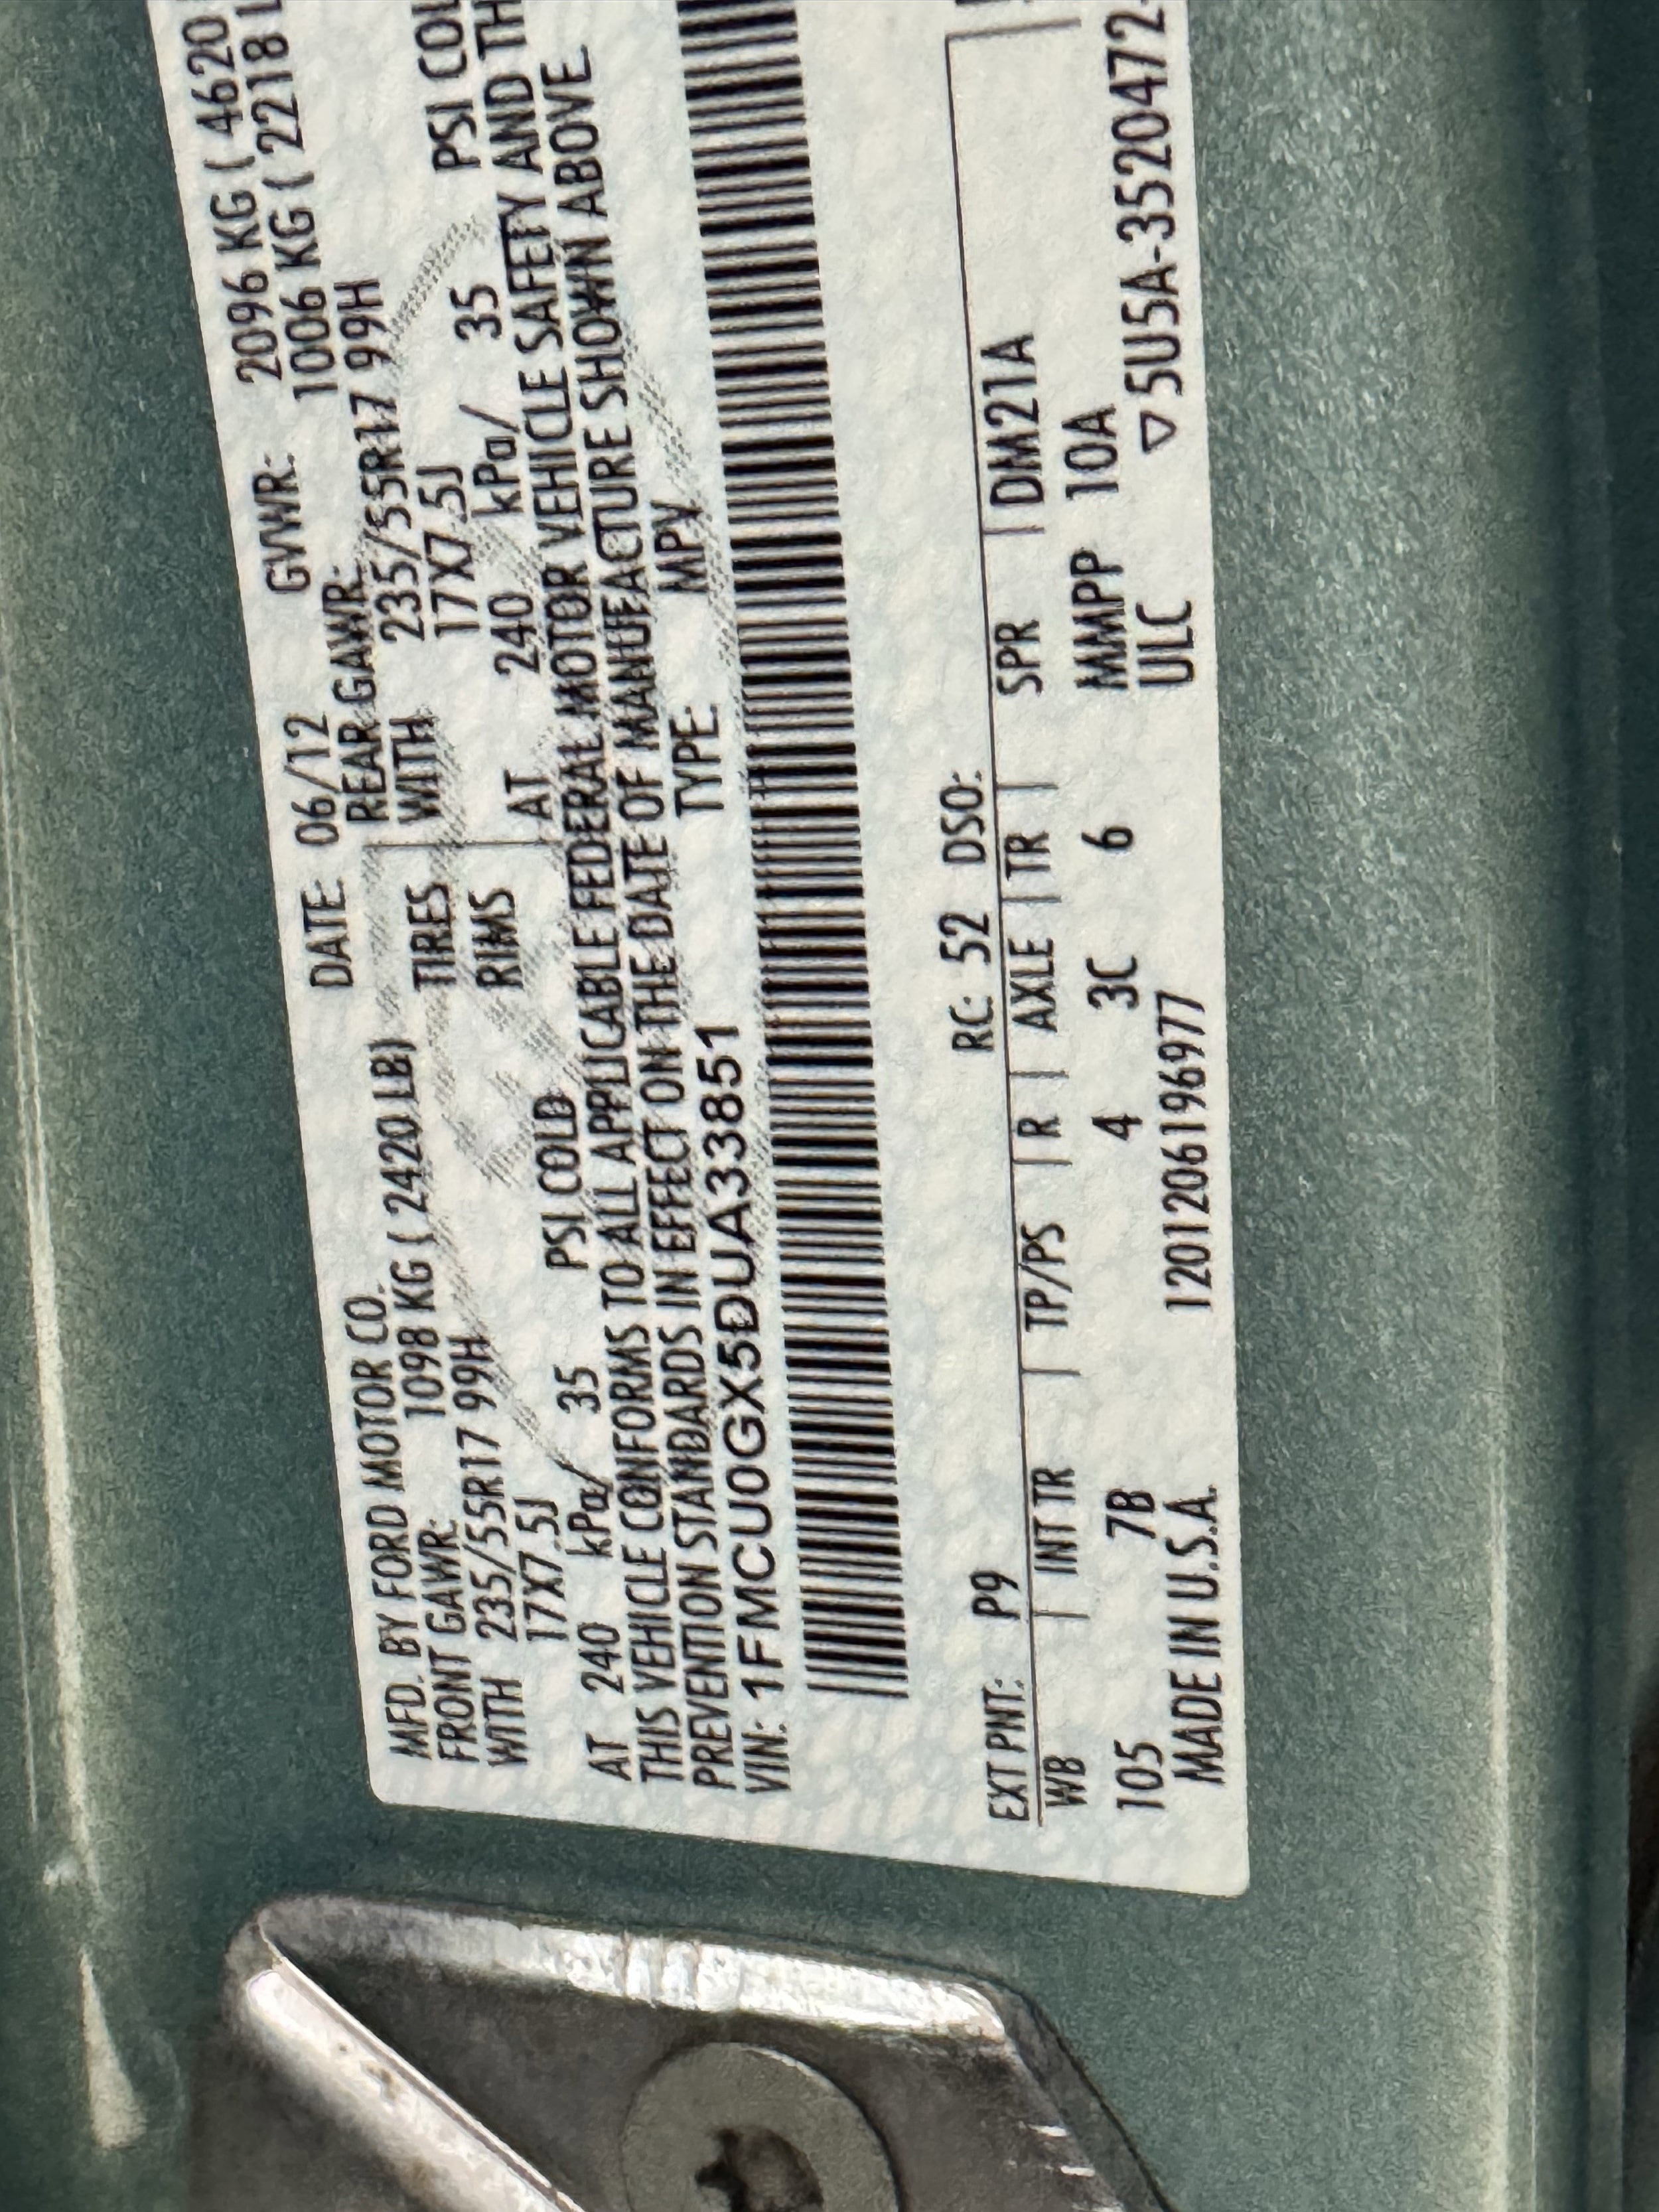 MFD. BY FORD MOTOR CO. DATE: 06/12 GVWR: 2096 KG ( 4620
FRONT GAWR: 1098 KG ( 2420 LB) REAR GAWR: 1006 KG ( 2218 L
WITH 235/55R17 99H TIRES WITH 235/55R17 99H
17X7.5J RIMS 17X7.5J
AT 240 kPa/ 35 PSI COLD AT 240 kPa/ 35 PSI COL
THIS VEHICLE CONFORMS TO ALL APPLICABLE FEDERAL MOTOR VEHICLE SAFETY AND TH
PREVENTION STANDARDS IN EFFECT ON THE DATE OF MANUFACTURE SHOWN ABOVE.
VIN: 1FMCU0GX5DUA33851 TYPE: MPV
EXT PNT: P9 RC: 52 DSO:
WB | INT TR | TP/PS | R | AXLE | TR | SPR | DM21A
105 7B 4 3C 6 MMPP 10A
MADE IN U.S.A. 120120619697​7 ULC ▽5U5A-3520472-